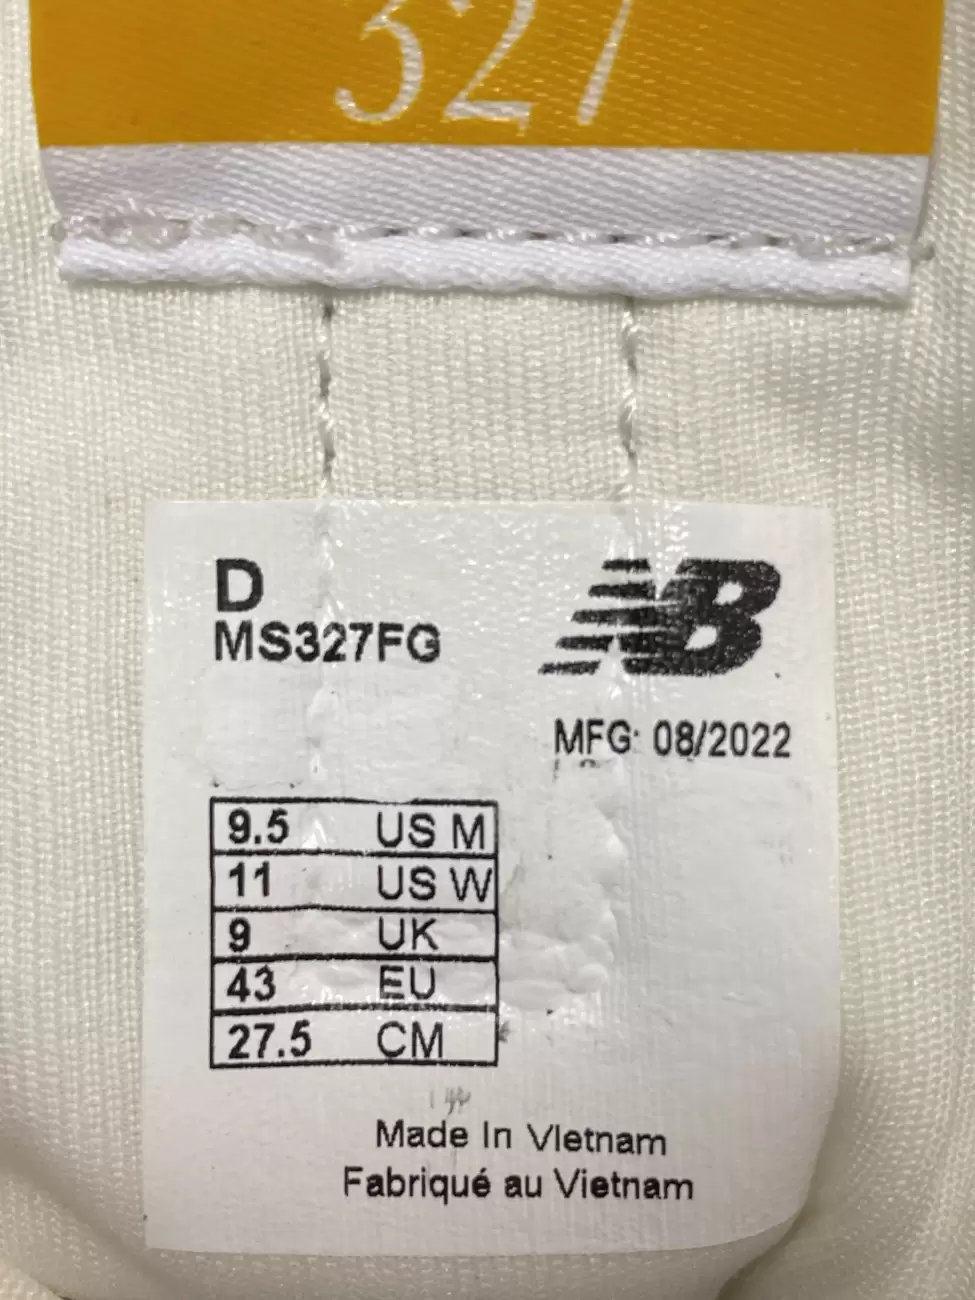 327
D
MS327FG
NB
MFG: 08/2022
9.5 US M
11 US W
9 UK
43 EU
27.5 CM
Made In Vietnam
Fabriqué au Vietnam